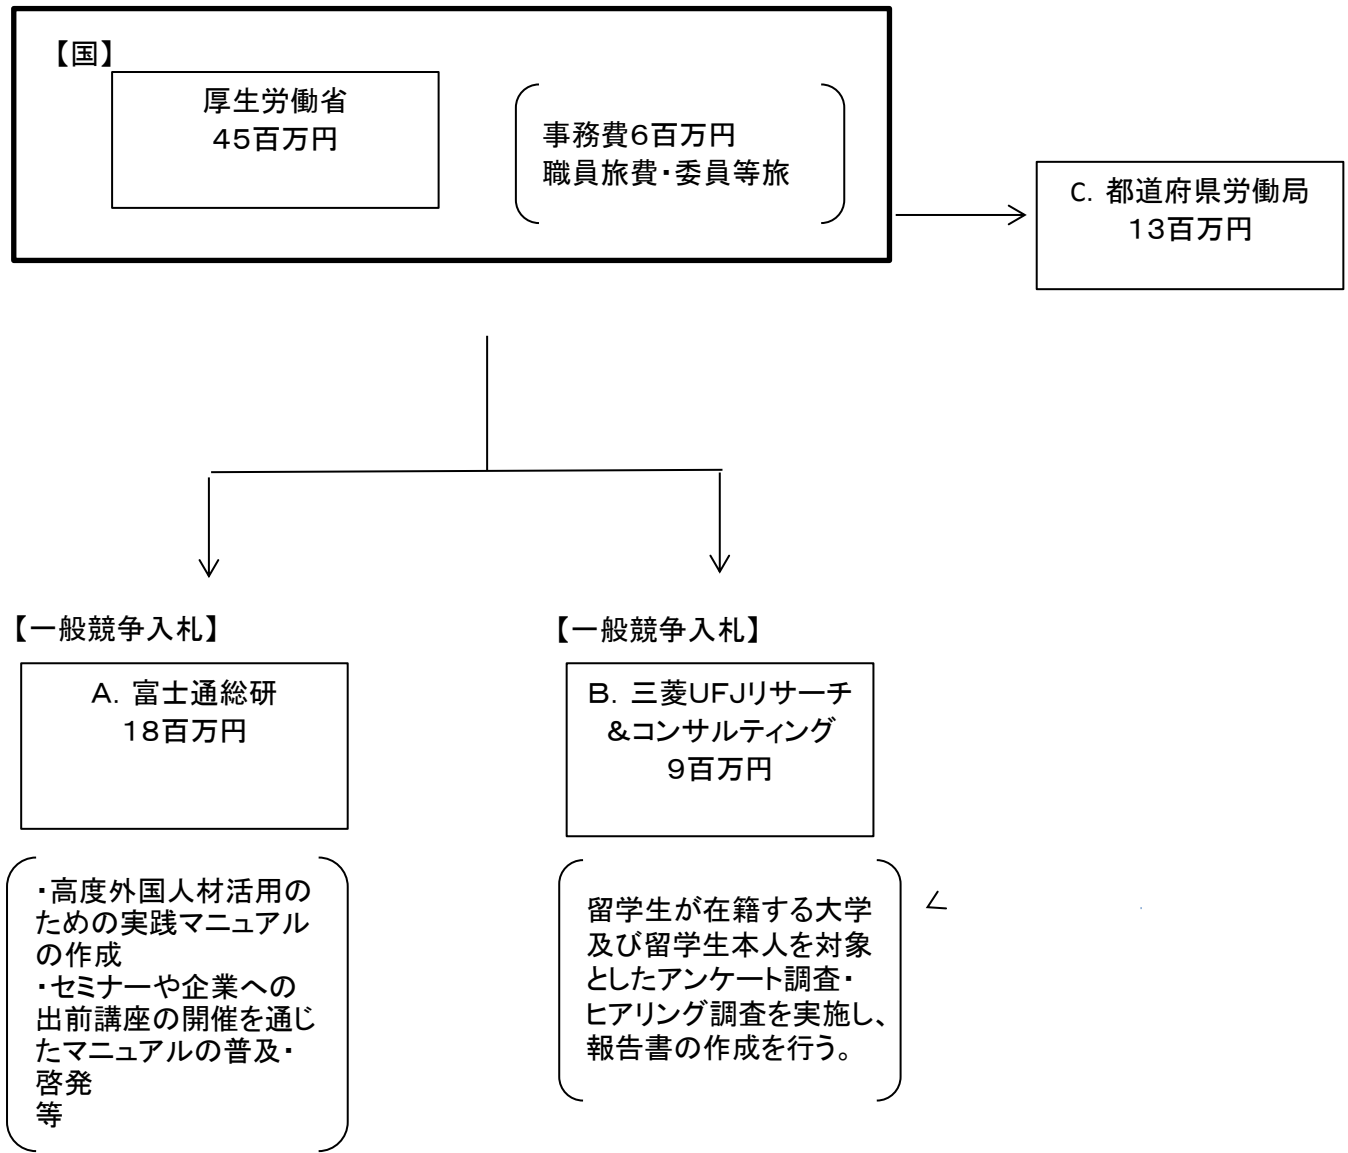 【国】
厚生労働省
４５百万円
事務費６百万円
職員旅費・委員等旅
C. 都道府県労働局
１３百万円
【一般競争入札】
Ａ．富士通総研
１８百万円
・高度外国人材活用の
ための実践マニュアル
の作成
・セミナーや企業への
出前講座の開催を通じ
たマニュアルの普及・
啓発
等
【一般競争入札】
Ｂ．三菱ＵＦＪリサーチ
＆コンサルティング
９百万円
留学生が在籍する大学
及び留学生本人を対象
としたアンケート調査・
ヒアリング調査を実施し、
報告書の作成を行う。